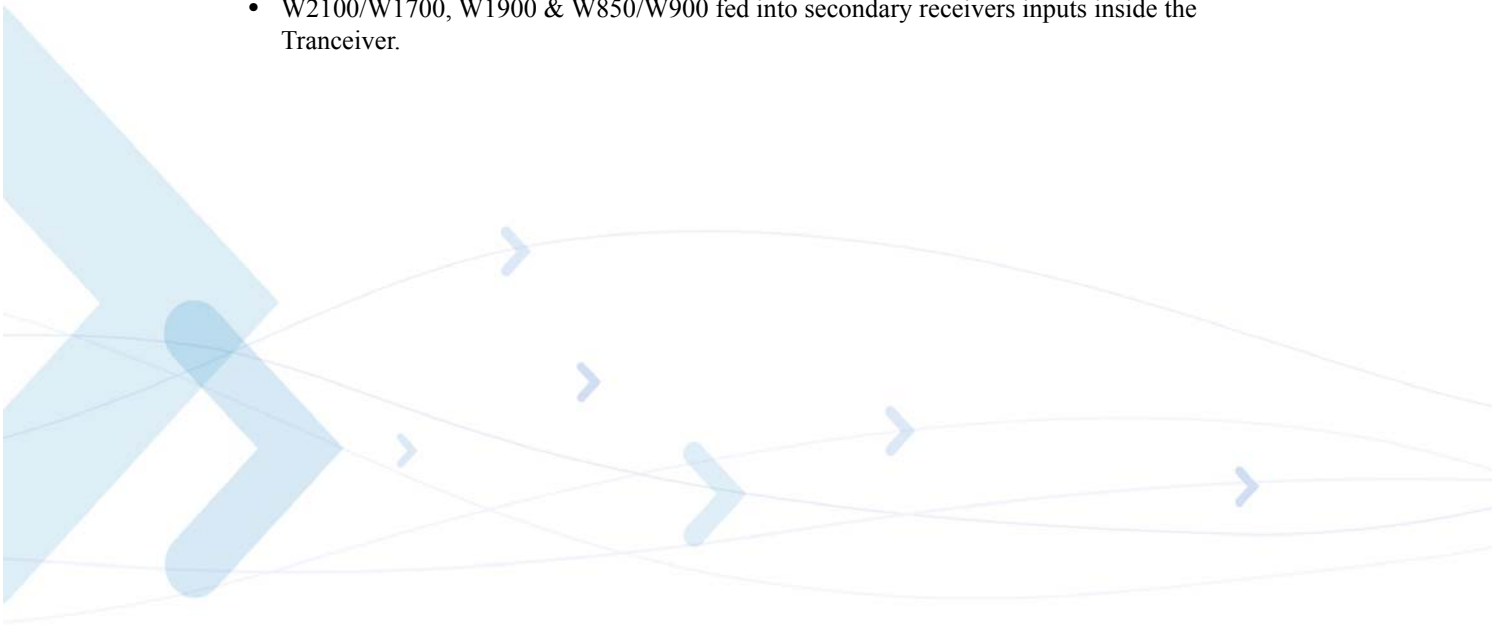 • W2100/W1700, W1900 & W850/W900 fed into secondary receivers inputs inside the
Tranceiver.